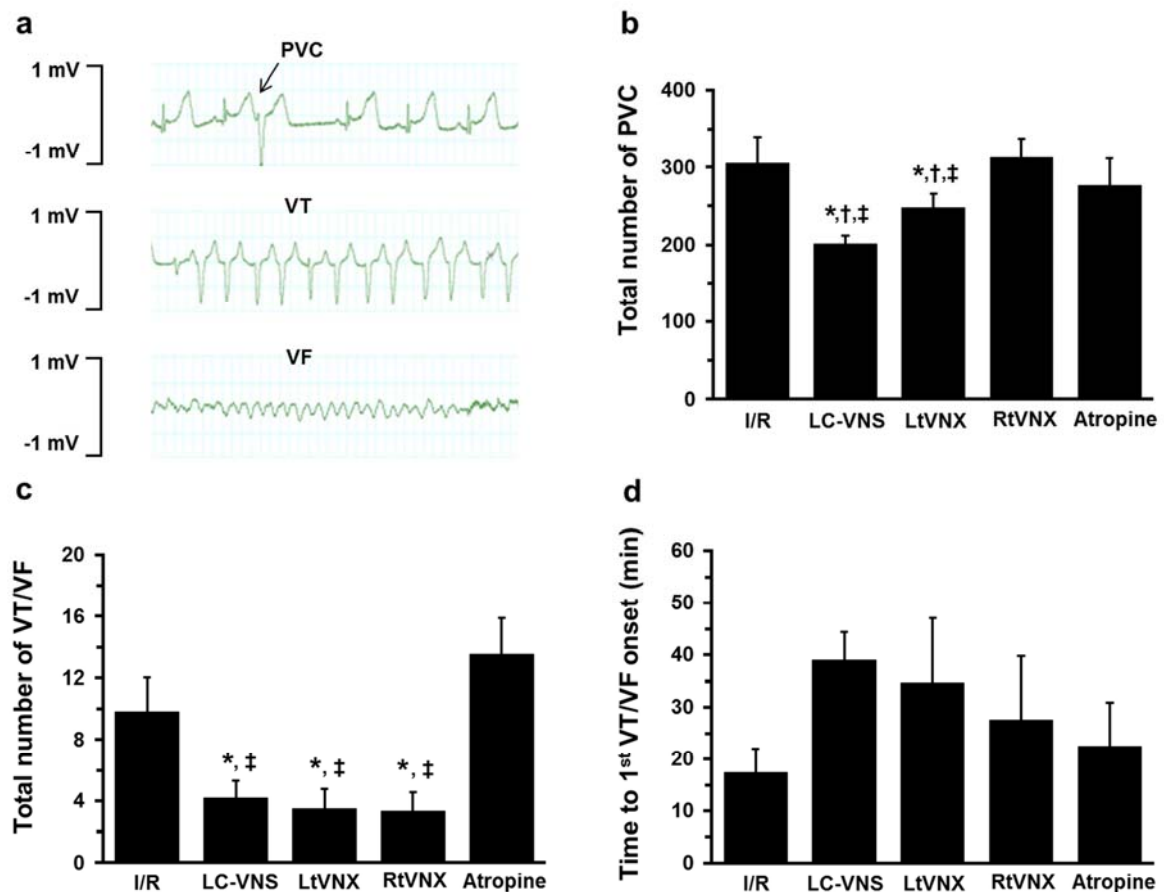 a
PVC
1 mV
-1 mV
VT
1 mV
-1 mV
VF
1 mV
-1 mV
b
Total number of PVC
400
300
200
300
0
*,†,‡
*,†,‡
I/R LC-VNS LtVNX RtVNX Atropine
c
Total number of VT/VF
20
16
12
8
4
0
*, ‡
*, ‡
*, ‡
I/R LC-VNS LtVNX RtVNX Atropine
d
Time to 1st VT/VF onset (min)
60
50
40
30
20
10
0
I/R LC-VNS LtVNX RtVNX Atropine